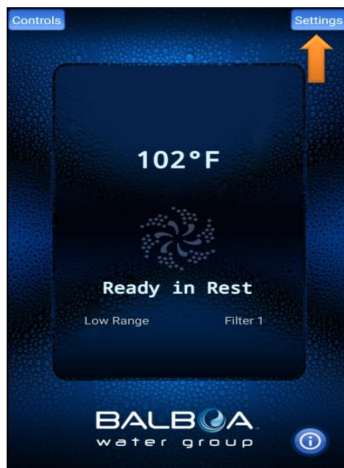 Controls Settings
102°F
Ready in Rest
Low Range Filter 1
BALBOA
water group